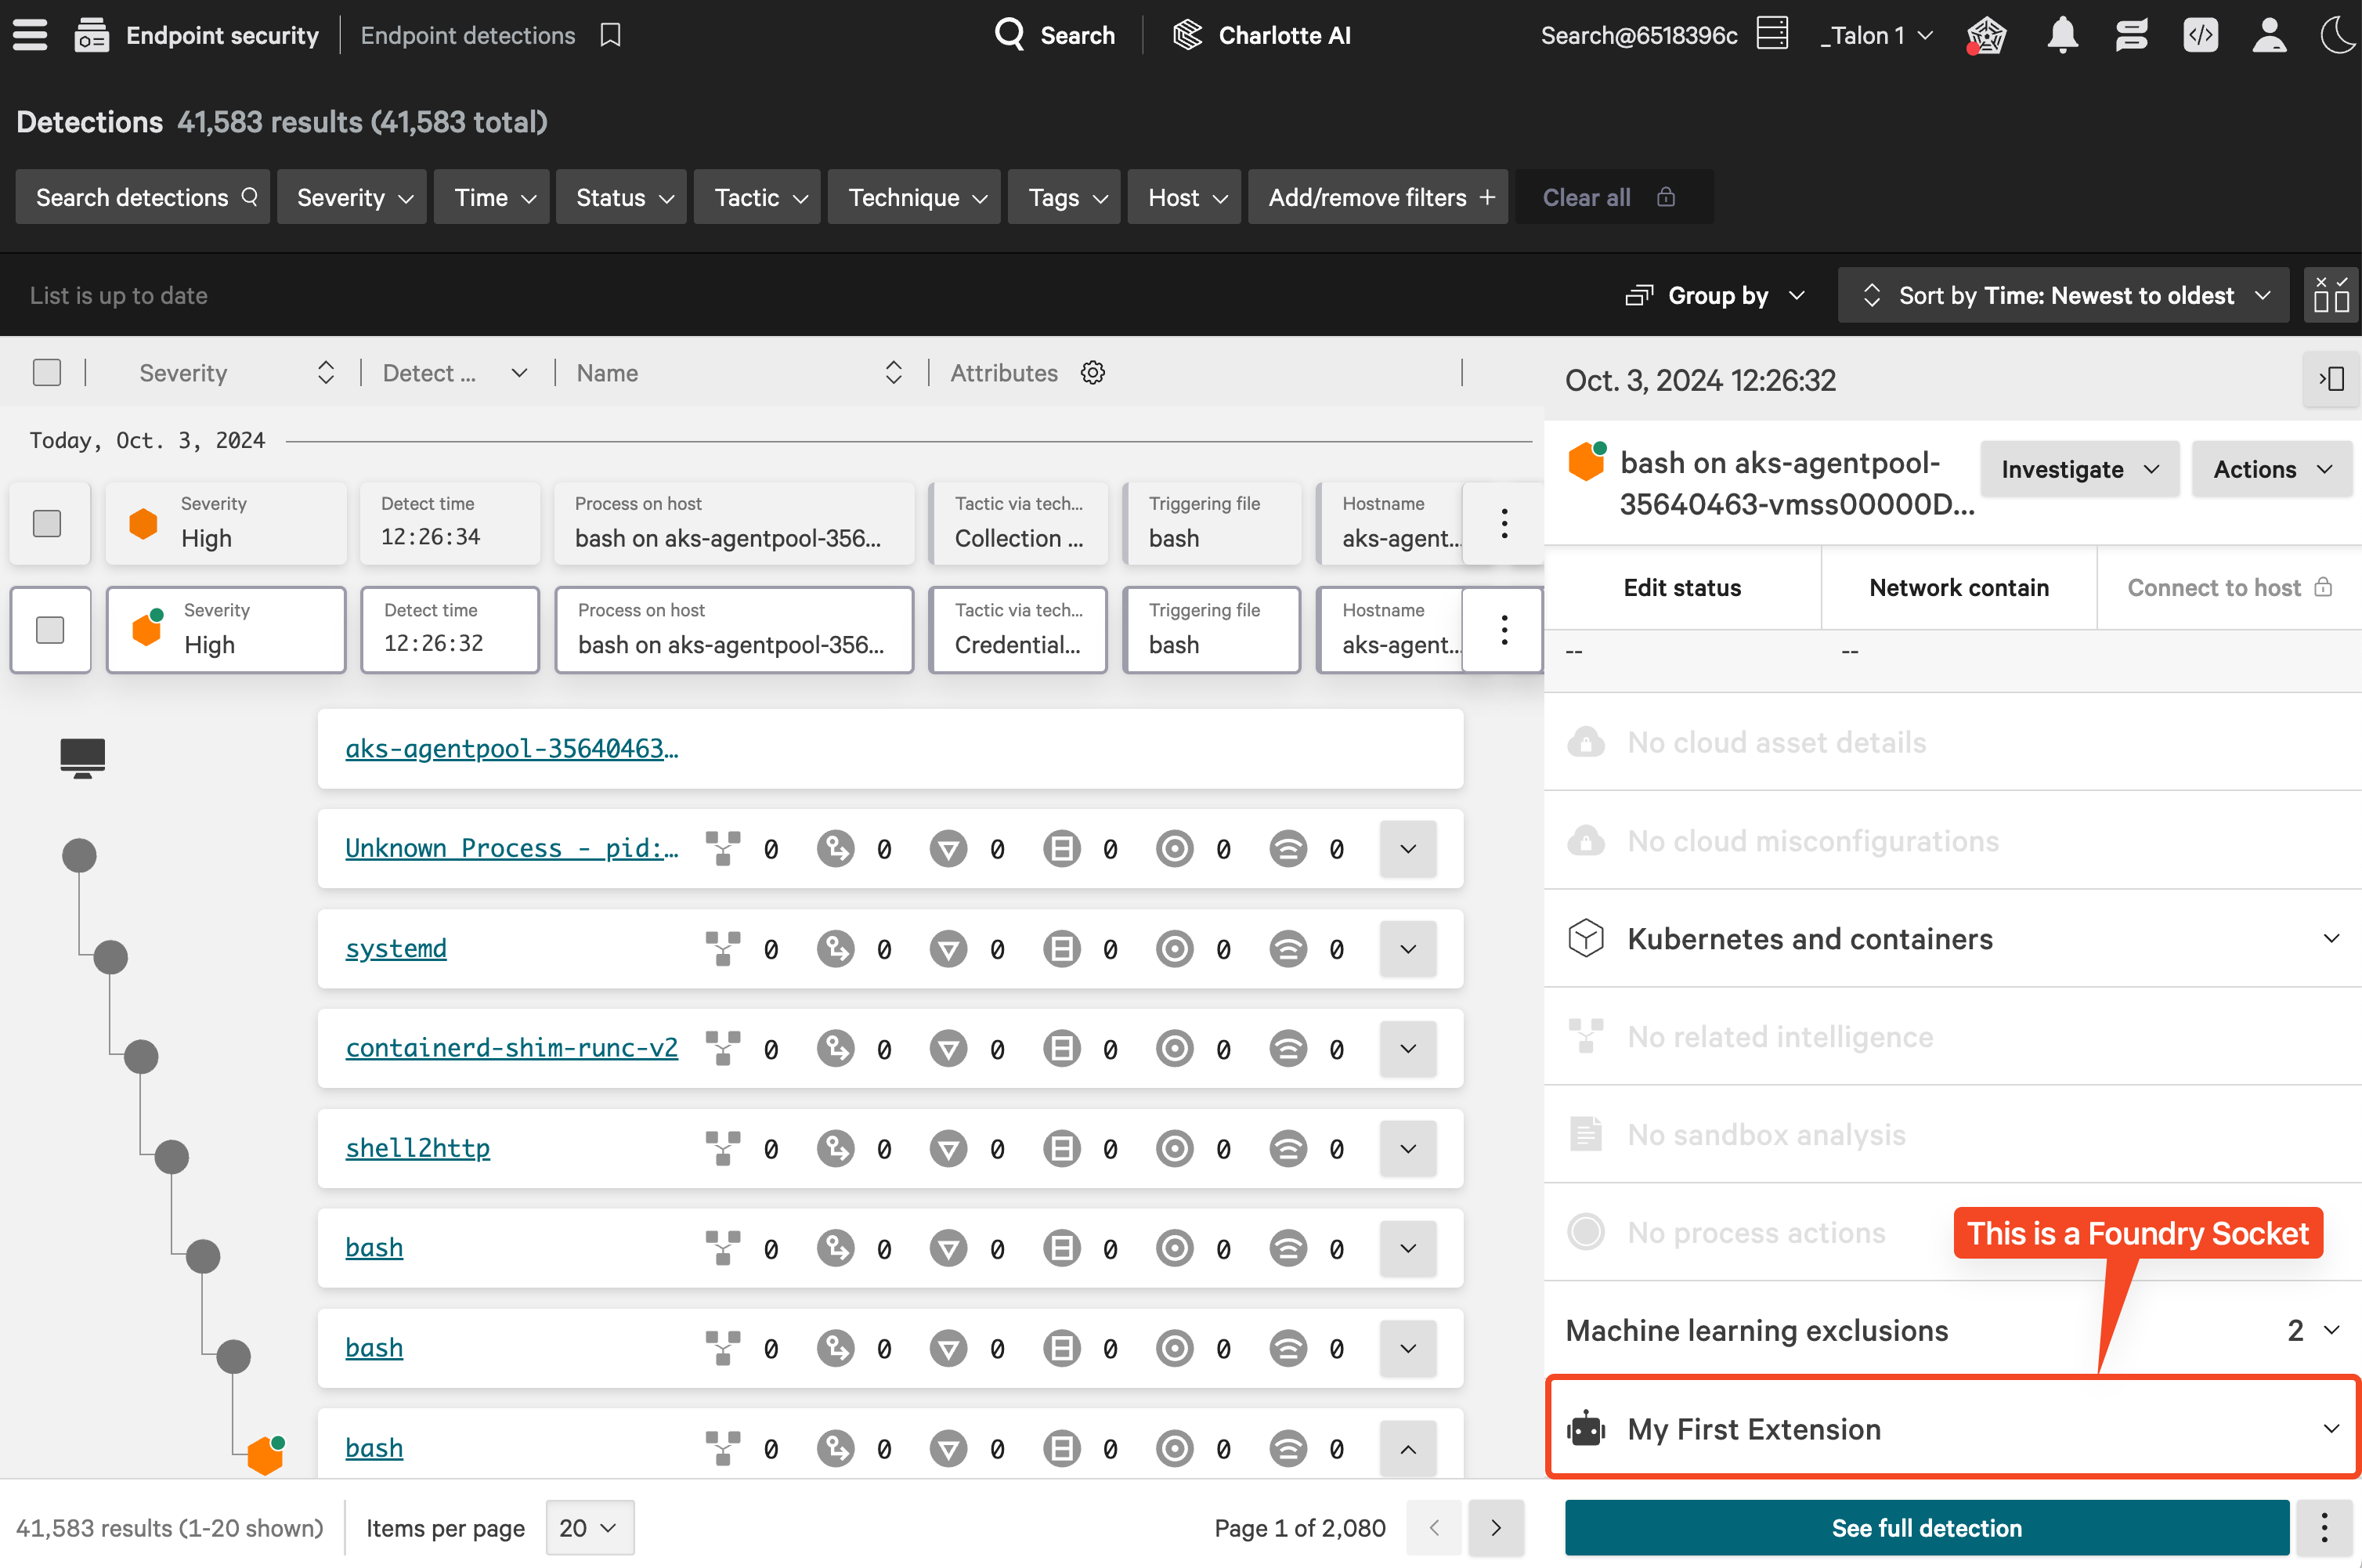 Endpoint security
Endpoint detections
Search
Charlotte AI
Search@6518396c
_Talon 1
Detections 41,583 results (41,583 total)
Search detections
Severity
Time
Status
Tactic
Technique
Tags
Host
Add/remove filters +
Clear all
List is up to date
Group by
Sort by Time: Newest to oldest
Severity
Detect ...
Name
Attributes
Today, Oct. 3, 2024
Severity
High
Detect time
12:26:34
Process on host
bash on aks-agentpool-356...
Tactic via tech...
Collection ...
Triggering file
bash
Hostname
aks-agent...
Severity
High
Detect time
12:26:32
Process on host
bash on aks-agentpool-356...
Tactic via tech...
Credential...
Triggering file
bash
Hostname
aks-agent...
aks-agentpool-35640463…
Unknown Process - pid:… 0 0 0 0 0 0
systemd 0 0 0 0 0 0
containerd-shim-runc-v2 0 0 0 0 0 0
shell2http 0 0 0 0 0 0
bash 0 0 0 0 0 0
bash 0 0 0 0 0 0
bash 0 0 0 0 0 0
41,583 results (1-20 shown)
Items per page
20
Page 1 of 2,080
Oct. 3, 2024 12:26:32
bash on aks-agentpool-
35640463-vmss00000D...
Investigate
Actions
Edit status
Network contain
Connect to host
--
--
No cloud asset details
No cloud misconfigurations
Kubernetes and containers
No related intelligence
No sandbox analysis
No process actions
This is a Foundry Socket
Machine learning exclusions 2
My First Extension
See full detection